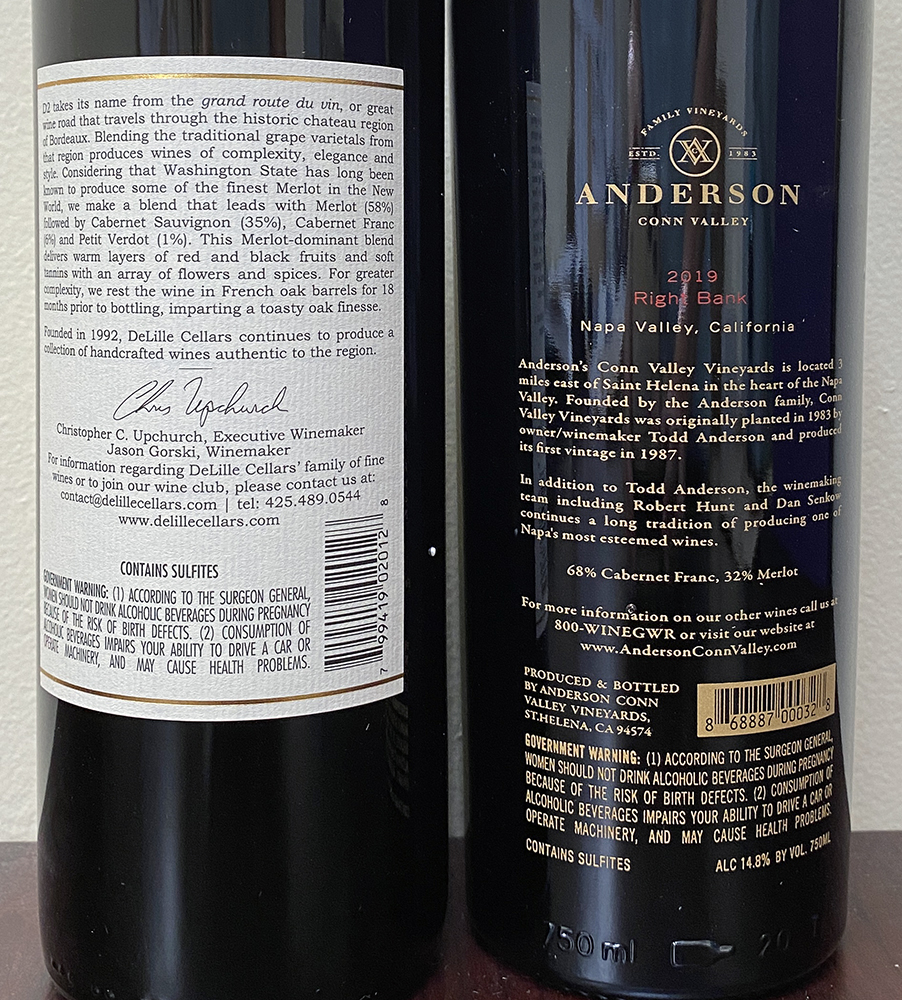 D2 takes its name from the grand route du vin, or great
wine road that travels through the historic chateau region
of Bordeaux. Blending the traditional grape varietals from
that region produces wines of complexity, elegance and
style. Considering that Washington State has long been
known to produce some of the finest Merlot in the New
World, we make a blend that leads with Merlot (58%)
followed by Cabernet Sauvignon (35%), Cabernet Franc
(6%) and Petit Verdot (1%). This Merlot-dominant blend
delivers warm layers of red and black fruits and soft
tannins with an array of flowers and spices. For greater
complexity, we rest the wine in French oak barrels for 18
months prior to bottling, imparting a toasty oak finesse.
Founded in 1992, DeLille Cellars continues to produce a
collection of handcrafted wines authentic to the region.
Chris Upchurch
Christopher C. Upchurch, Executive Winemaker
Jason Gorski, Winemaker
For information regarding DeLille Cellars' family of fine
wines or to join our wine club, please contact us at:
contact@delillecellars.com | tel: 425.489.0544
www.delillecellars.com
CONTAINS SULFITES
GOVERNMENT WARNING: (1) ACCORDING TO THE SURGEON GENERAL,
WOMEN SHOULD NOT DRINK ALCOHOLIC BEVERAGES DURING PREGNANCY
BECAUSE OF THE RISK OF BIRTH DEFECTS. (2) CONSUMPTION OF
ALCOHOLIC BEVERAGES IMPAIRS YOUR ABILITY TO DRIVE A CAR OR
OPERATE MACHINERY, AND MAY CAUSE HEALTH PROBLEMS.
7 99419 02012 8
FAMILY VINEYARDS
ESTD. 1983
ANDERSON
CONN VALLEY
2019
Right Bank
Napa Valley, California
Anderson's Conn Valley Vineyards is located 3
miles east of Saint Helena in the heart of the Napa
Valley. Founded by the Anderson family, Conn
Valley Vineyards was originally planted in 1983 by
owner/winemaker Todd Anderson and produced
its first vintage in 1987.
In addition to Todd Anderson, the winemaking
team including Robert Hunt and Dan Senkow
continues a long tradition of producing one of
Napa's most esteemed wines.
68% Cabernet Franc, 32% Merlot
For more information on our other wines call us at
800-WINEGWR or visit our website at
www.AndersonConnValley.com
PRODUCED & BOTTLED
BY ANDERSON CONN
VALLEY VINEYARDS,
ST.HELENA, CA 94574
8 68887 00032 8
GOVERNMENT WARNING: (1) ACCORDING TO THE SURGEON GENERAL,
WOMEN SHOULD NOT DRINK ALCOHOLIC BEVERAGES DURING PREGNANCY
BECAUSE OF THE RISK OF BIRTH DEFECTS. (2) CONSUMPTION OF
ALCOHOLIC BEVERAGES IMPAIRS YOUR ABILITY TO DRIVE A CAR OR
OPERATE MACHINERY, AND MAY CAUSE HEALTH PROBLEMS.
CONTAINS SULFITES ALC 14.8% BY VOL. 750ML
750 ml 20